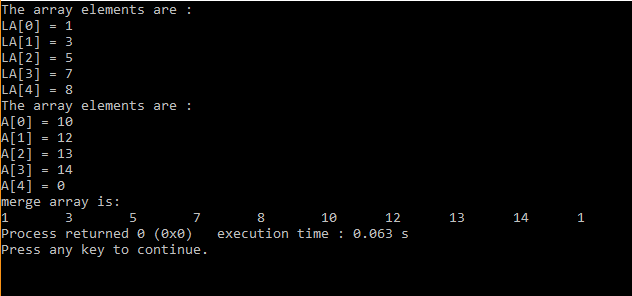 The array elements are :
LA[0] = 1
LA[1] = 3
LA[2] = 5
LA[3] = 7
LA[4] = 8
The array elements are :
A[0] = 10
A[1] = 12
A[2] = 13
A[3] = 14
A[4] = 0
merge array is:
1       3       5       7       8       10      12      13      14      1
Process returned 0 (0x0)   execution time : 0.063 s
Press any key to continue.